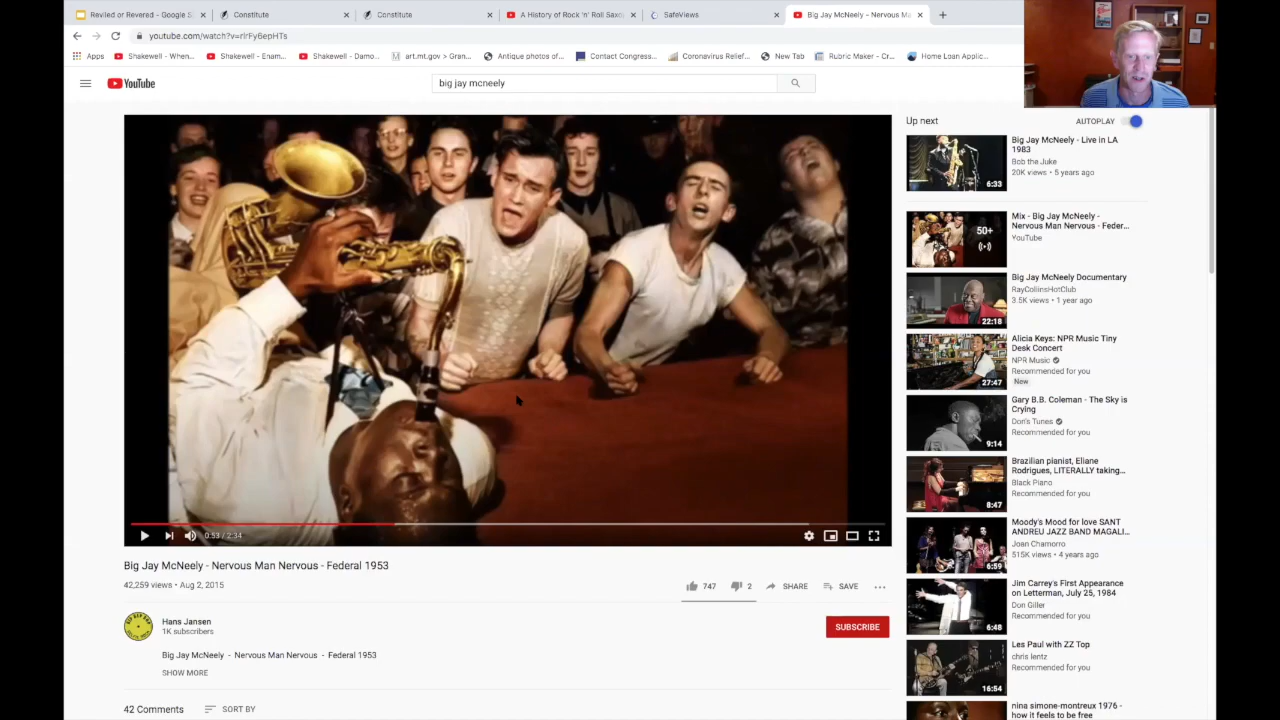 Reviled or Revered - Google S
Constitute
Constitute
A History of Rock 'n' Roll Saxo
SafeViews
Big Jay McNeely - Nervous Ma
youtube.com/watch?v=rlrFy6epHTs
Apps
Shakewell - When...
Shakewell - Enam...
Shakewell - Damo...
art.mt.gov > Gran...
Antique photos of...
Contact Congress...
Coronavirus Relief...
New Tab
Rubric Maker - Cr...
Home Loan Applic...
YouTube
big jay mcneely
0:53 / 2:34
Big Jay McNeely - Nervous Man Nervous - Federal 1953
42,259 views • Aug 2, 2015
747
2
SHARE
SAVE
Hans Jansen
1K subscribers
SUBSCRIBE
Big Jay McNeely - Nervous Man Nervous - Federal 1953
SHOW MORE
42 Comments
SORT BY
Up next
AUTOPLAY
Big Jay McNeely - Live in LA
1983
Bob the Juke
20K views • 5 years ago
6:33
Mix - Big Jay McNeely -
Nervous Man Nervous - Feder...
YouTube
50+
Big Jay McNeely Documentary
RayCollinsHotClub
3.5K views • 1 year ago
22:18
Alicia Keys: NPR Music Tiny
Desk Concert
NPR Music
Recommended for you
New
27:47
Gary B.B. Coleman - The Sky is
Crying
Don's Tunes
Recommended for you
9:14
Brazilian pianist, Eliane
Rodrigues, LITERALLY taking...
Black Piano
Recommended for you
8:47
Moody's Mood for love SANT
ANDREU JAZZ BAND MAGALI...
Joan Chamorro
515K views • 4 years ago
6:59
Jim Carrey's First Appearance
on Letterman, July 25, 1984
Don Giller
Recommended for you
6:48
Les Paul with ZZ Top
chris lentz
Recommended for you
16:54
nina simone-montreux 1976 -
how it feels to be free